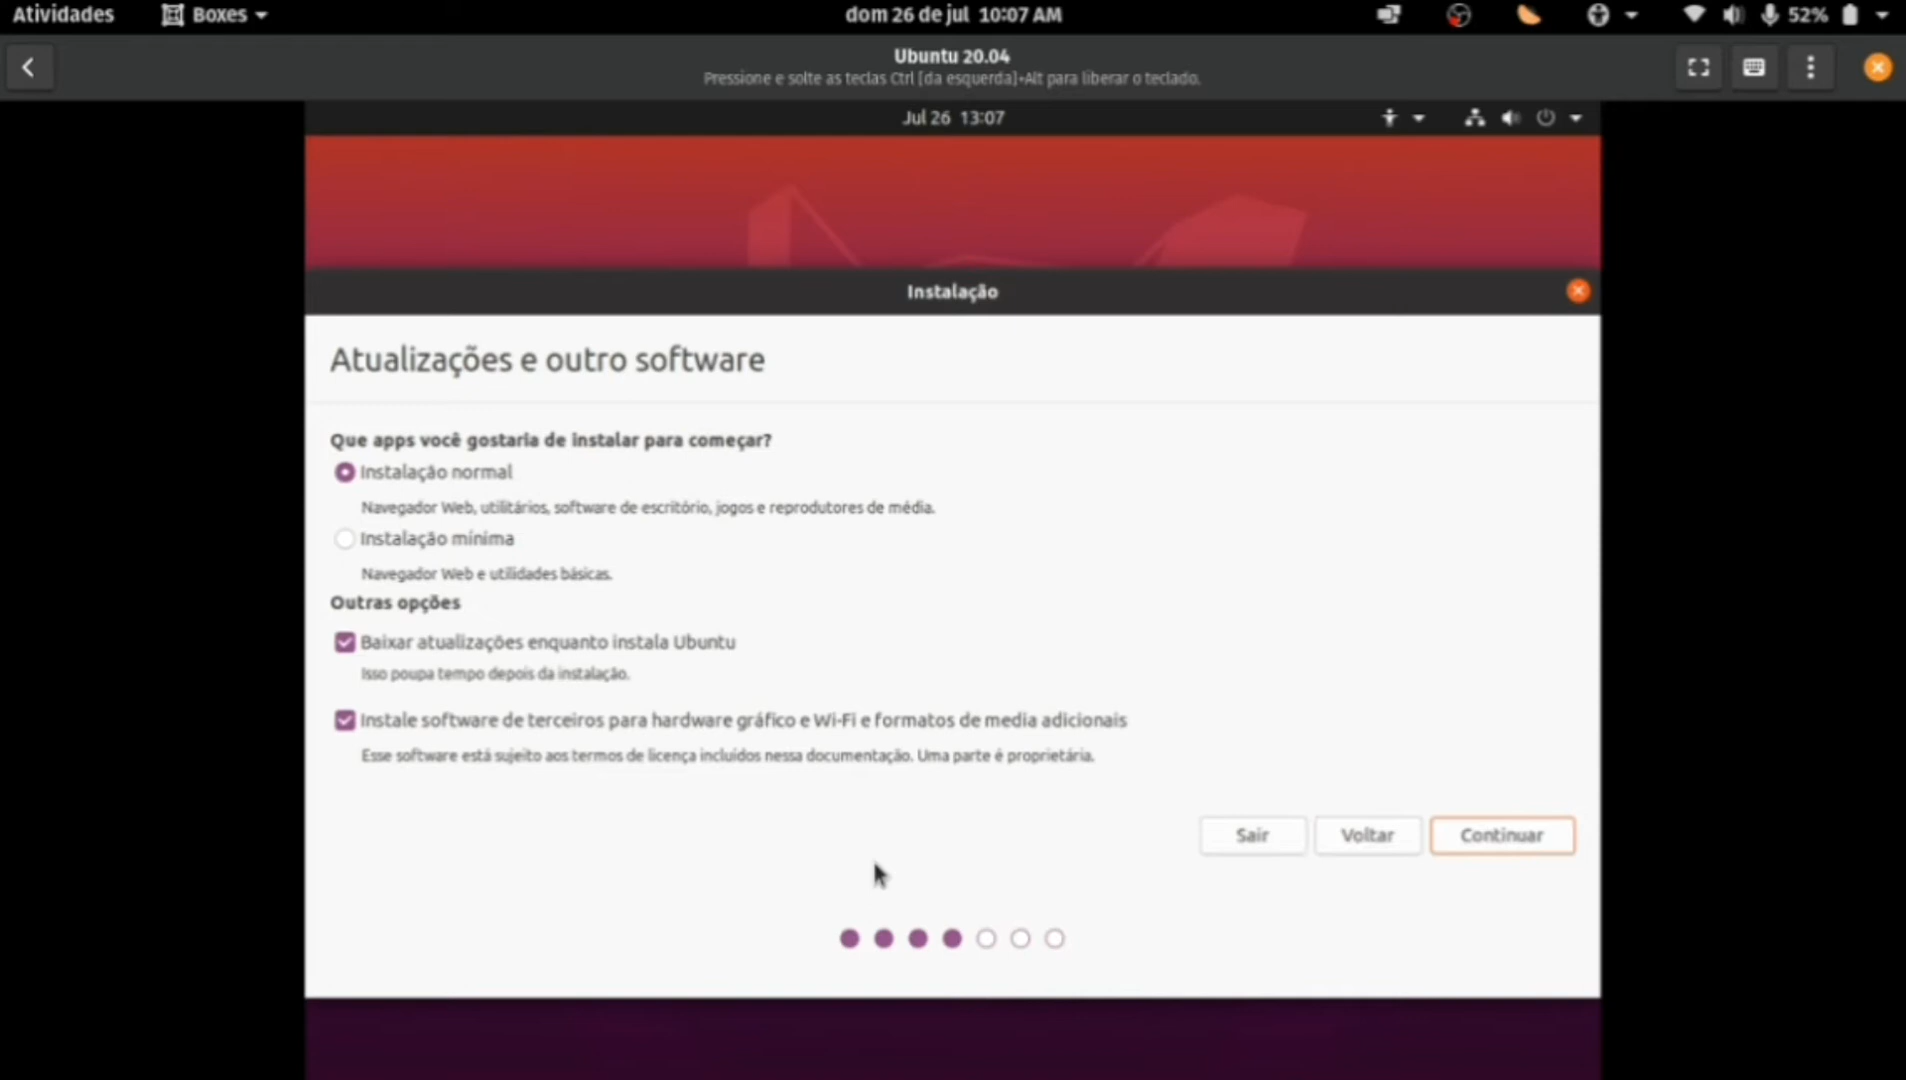 Atividades Boxes dom 26 de jul 10:07 AM 52%
Ubuntu 20.04
Pressione e solte as teclas Ctrl [da esquerda]+Alt para liberar o teclado.
Jul 26 13:07
Instalação
Atualizações e outro software
Que apps você gostaria de instalar para começar?
Instalação normal
Navegador Web, utilitários, software de escritório, jogos e reprodutores de média.
Instalação mínima
Navegador Web e utilidades básicas.
Outras opções
Baixar atualizações enquanto instala Ubuntu
Isso poupa tempo depois da instalação.
Instale software de terceiros para hardware gráfico e Wi-Fi e formatos de media adicionais
Esse software está sujeito aos termos de licença incluídos nessa documentação. Uma parte é proprietária.
Sair Voltar Continuar